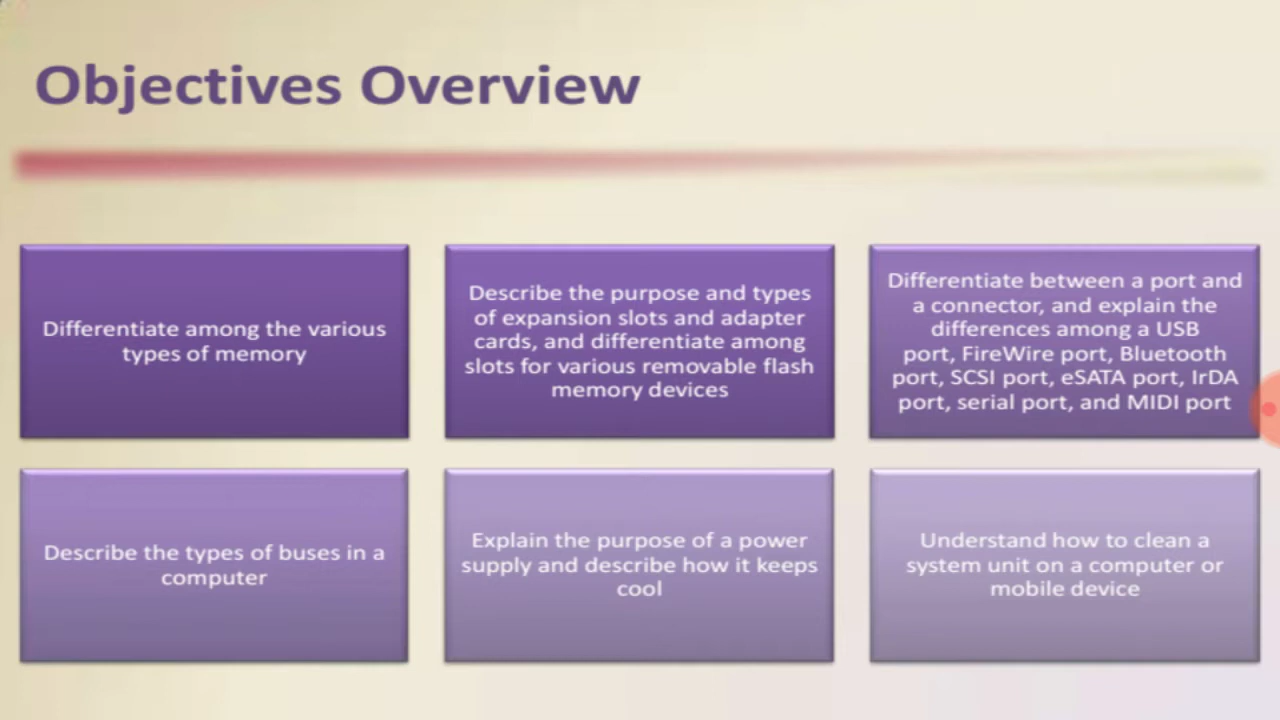 Objectives Overview
Differentiate among the various
types of memory
Describe the purpose and types
of expansion slots and adapter
cards, and differentiate among
slots for various removable flash
memory devices
Differentiate between a port and
a connector, and explain the
differences among a USB
port, FireWire port, Bluetooth
port, SCSI port, eSATA port, IrDA
port, serial port, and MIDI port
Describe the types of buses in a
computer
Explain the purpose of a power
supply and describe how it keeps
cool
Understand how to clean a
system unit on a computer or
mobile device